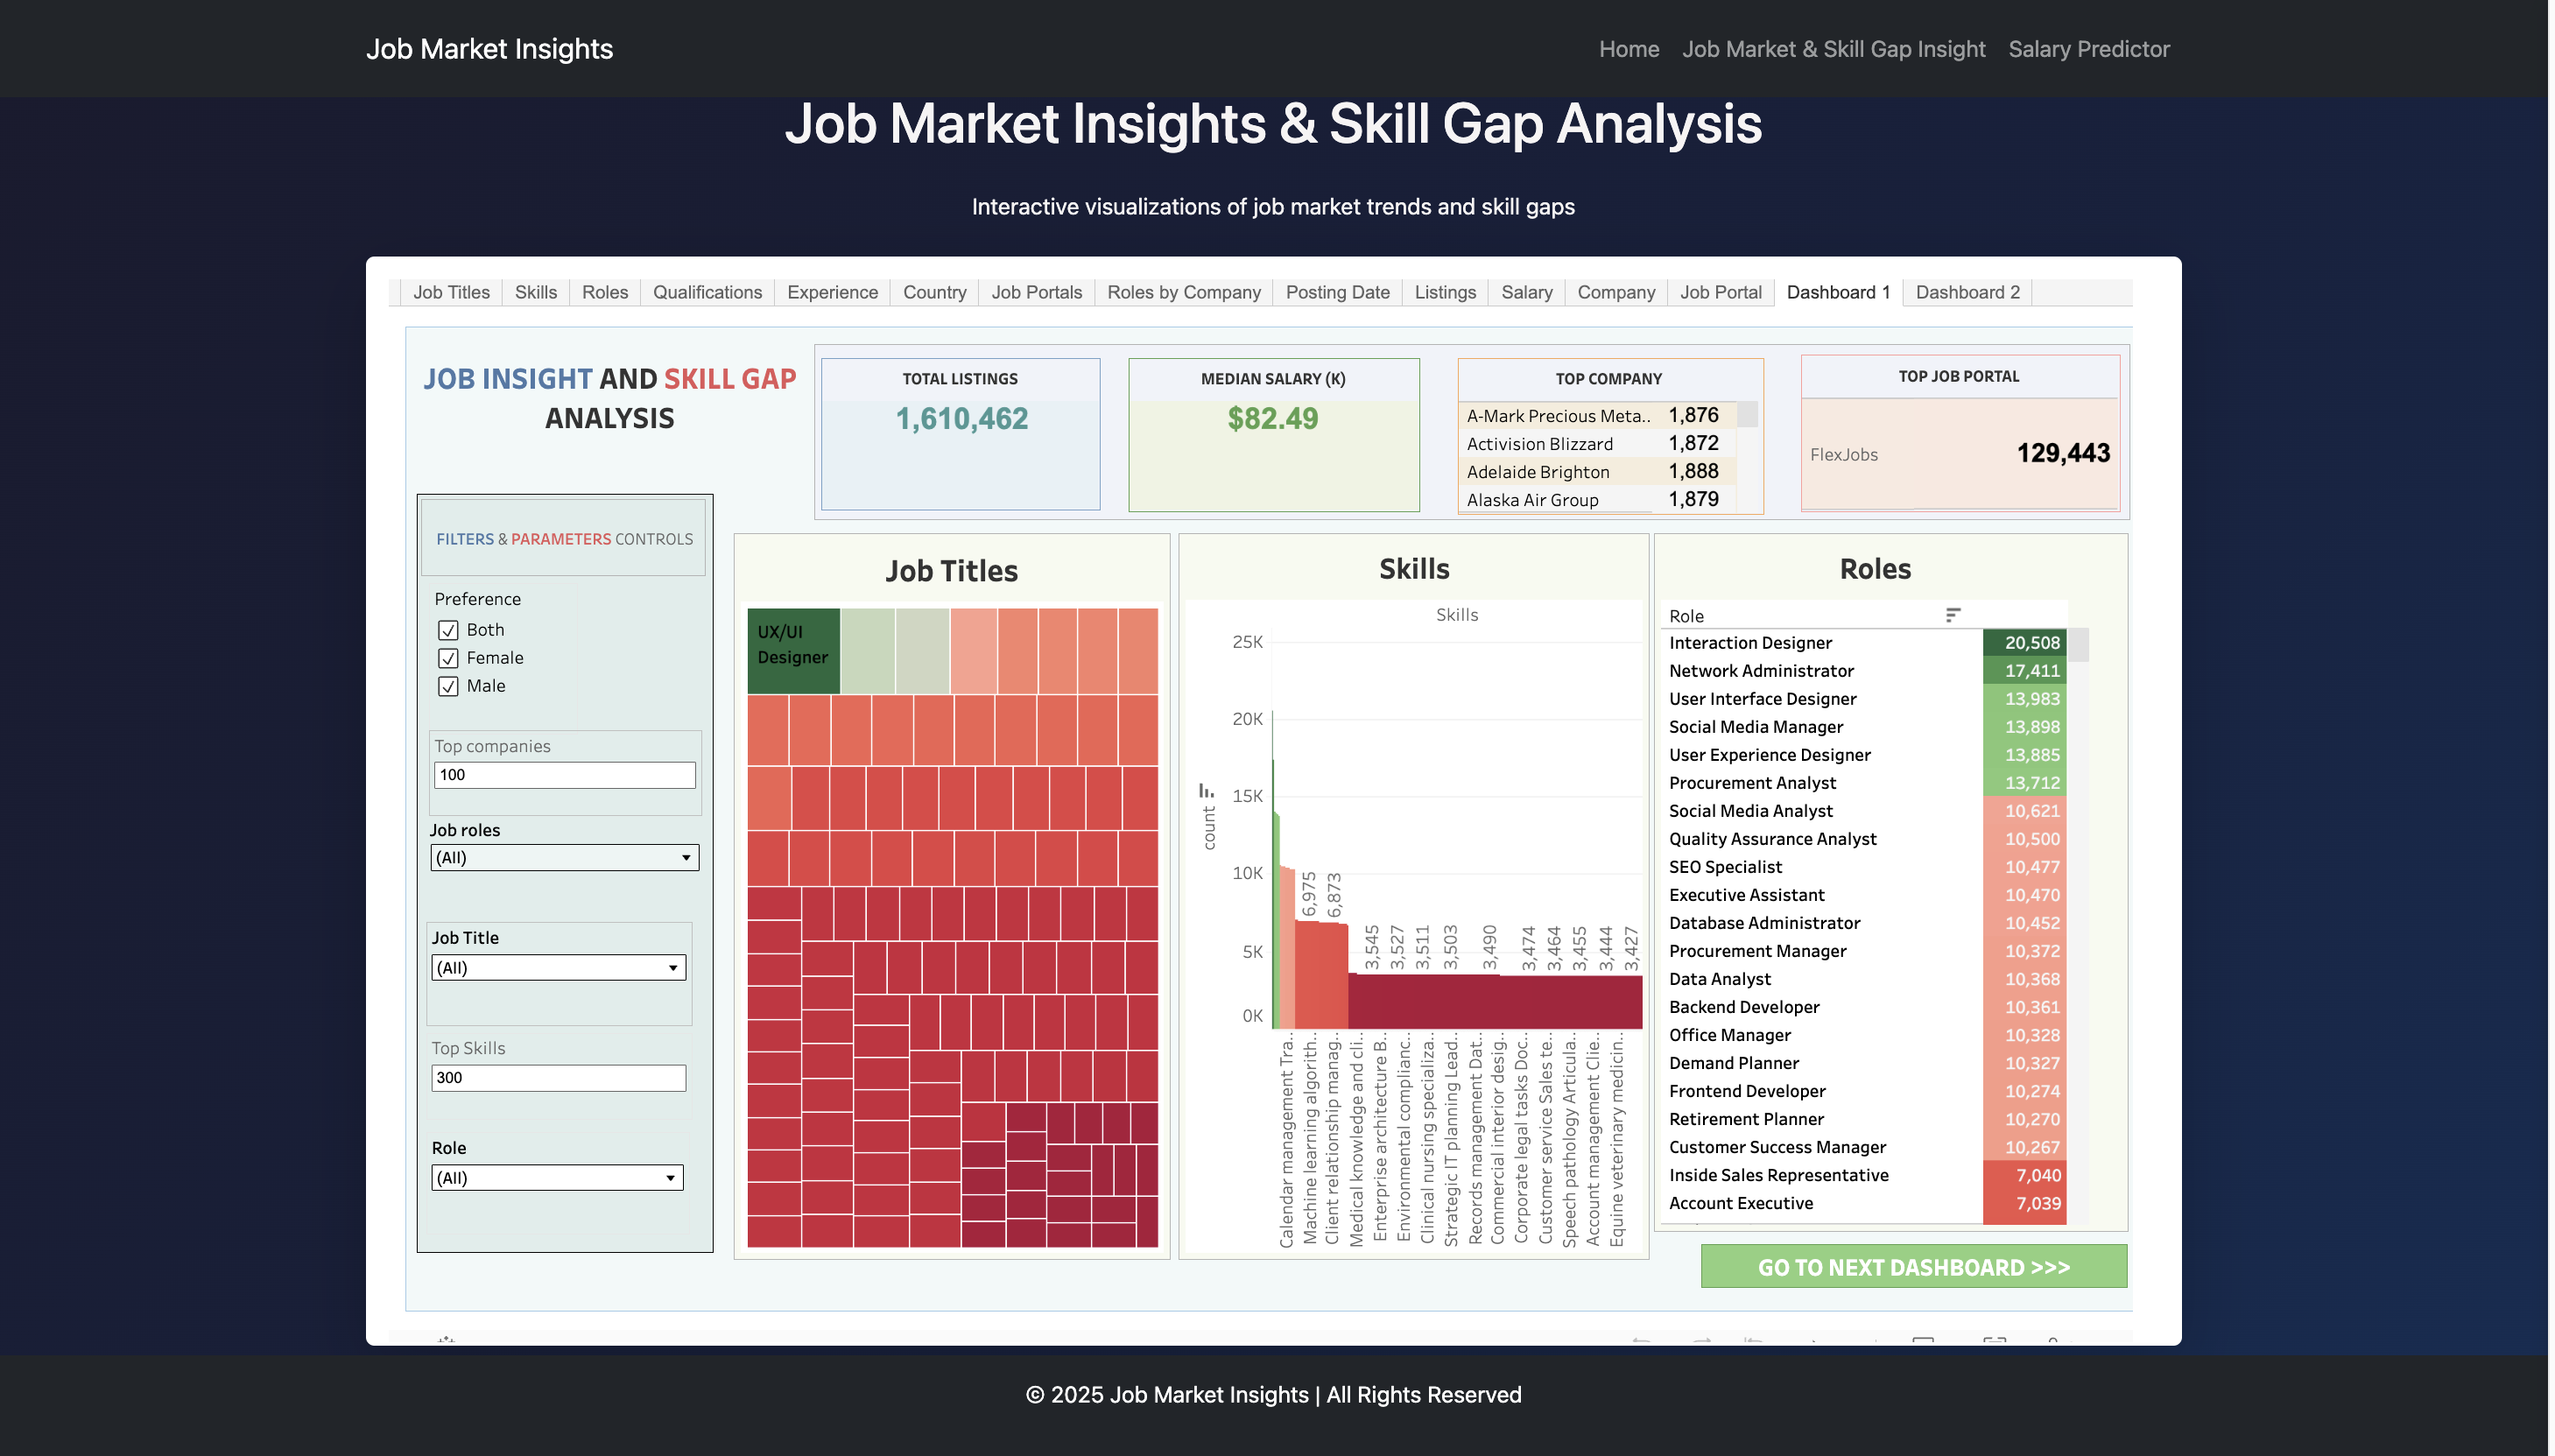 Job Market Insights
Home
Job Market & Skill Gap Insight
Salary Predictor
Job Market Insights & Skill Gap Analysis
Interactive visualizations of job market trends and skill gaps
Job Titles
Skills
Roles
Qualifications
Experience
Country
Job Portals
Roles by Company
Posting Date
Listings
Salary
Company
Job Portal
Dashboard 1
Dashboard 2
JOB INSIGHT AND SKILL GAP
ANALYSIS
TOTAL LISTINGS
1,610,462
MEDIAN SALARY (K)
$82.49
TOP COMPANY
A-Mark Precious Meta.. 1,876
Activision Blizzard 1,872
Adelaide Brighton 1,888
Alaska Air Group 1,879
TOP JOB PORTAL
FlexJobs 129,443
FILTERS & PARAMETERS CONTROLS
Preference
Both
Female
Male
Top companies
100
Job roles
(All)
Job Title
(All)
Top Skills
300
Role
(All)
Job Titles
UX/UI
Designer
Skills
Skills
count
25K
20K
15K
10K
5K
0K
6,975
6,873
3,545
3,527
3,511
3,503
3,490
3,474
3,464
3,455
3,444
3,427
Calendar management Tra..
Machine learning algorith..
Client relationship manag..
Medical knowledge and cli..
Enterprise architecture B..
Environmental complianc..
Clinical nursing specializa..
Strategic IT planning Lead..
Records management Dat..
Commercial interior desig..
Corporate legal tasks Doc..
Customer service Sales te..
Speech pathology Articula..
Account management Clie..
Equine veterinary medicin..
Roles
Role
Interaction Designer 20,508
Network Administrator 17,411
User Interface Designer 13,983
Social Media Manager 13,898
User Experience Designer 13,885
Procurement Analyst 13,712
Social Media Analyst 10,621
Quality Assurance Analyst 10,500
SEO Specialist 10,477
Executive Assistant 10,470
Database Administrator 10,452
Procurement Manager 10,372
Data Analyst 10,368
Backend Developer 10,361
Office Manager 10,328
Demand Planner 10,327
Frontend Developer 10,274
Retirement Planner 10,270
Customer Success Manager 10,267
Inside Sales Representative 7,040
Account Executive 7,039
GO TO NEXT DASHBOARD >>>
© 2025 Job Market Insights | All Rights Reserved